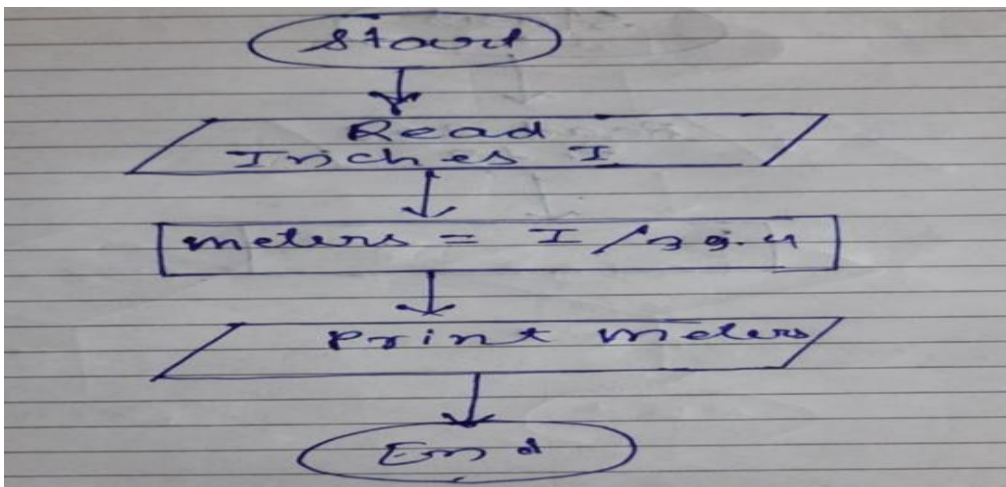 Start
Read
Inches I
meters = I/39.4
Print meters
End